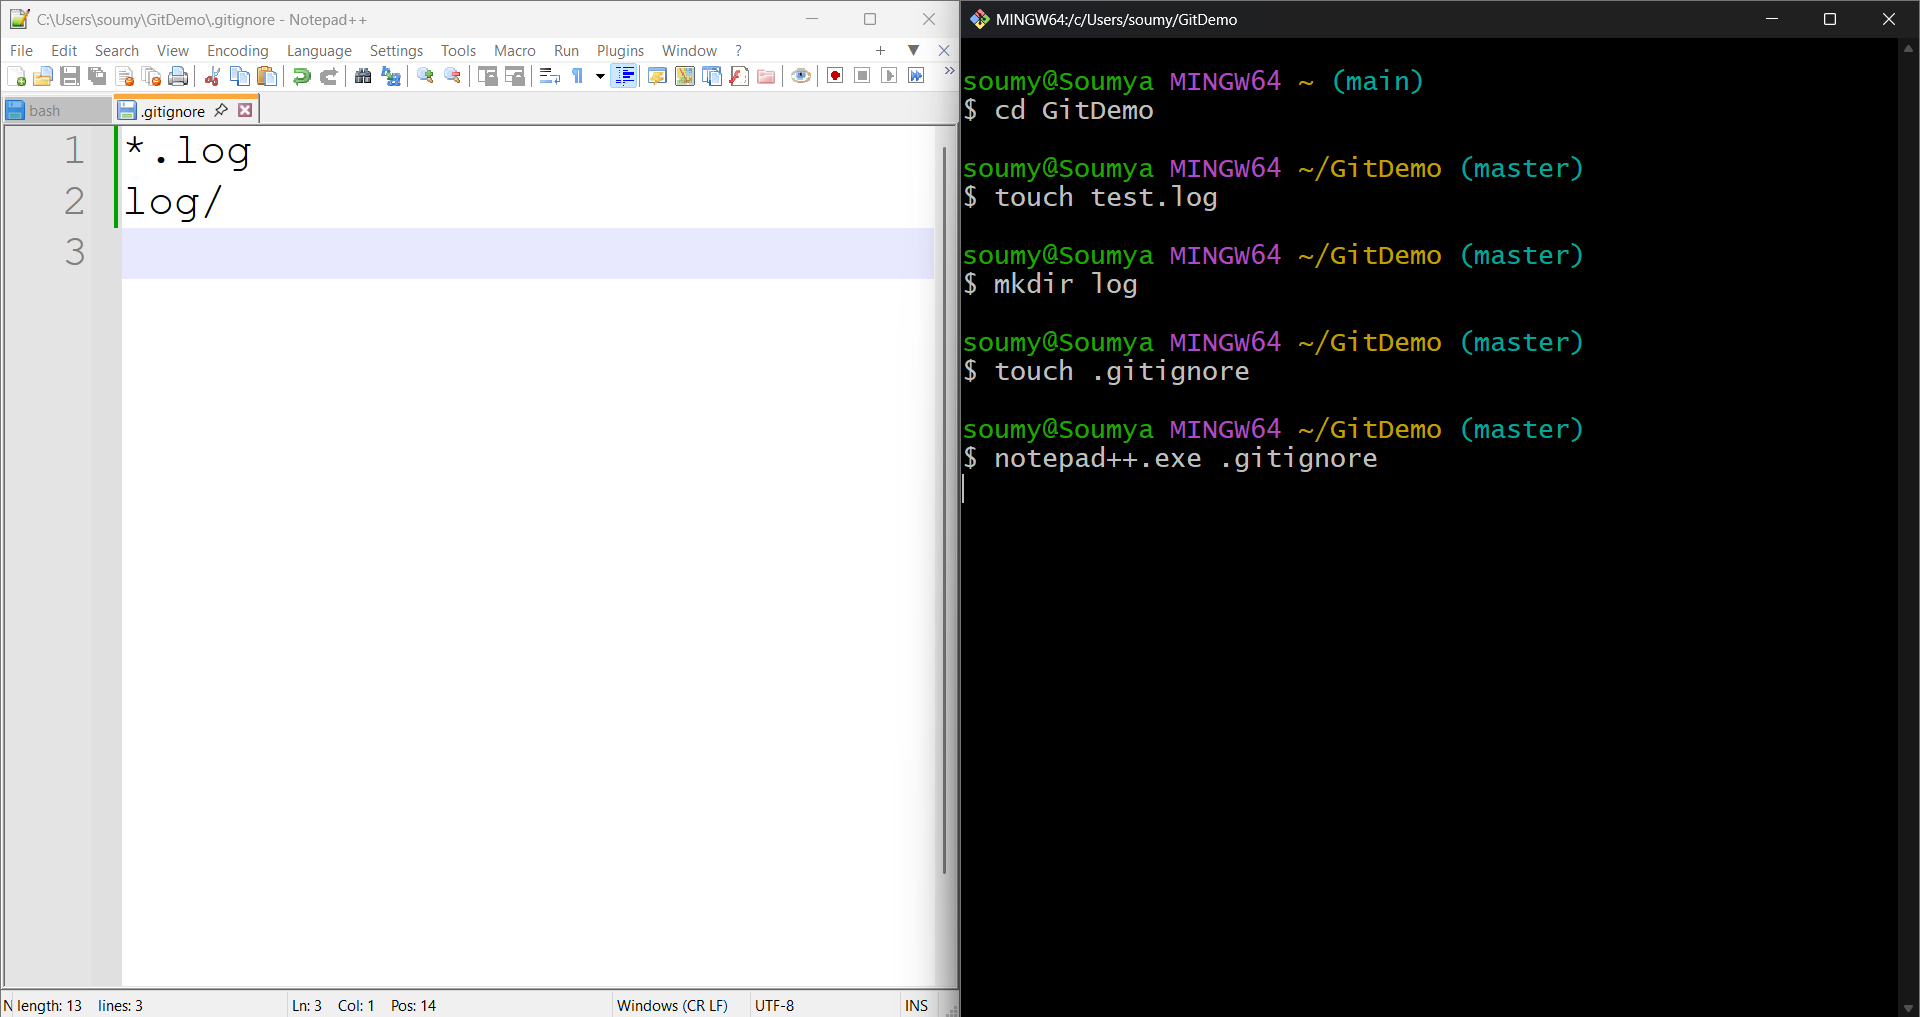 C:\Users\soumy\GitDemo\.gitignore - Notepad++
File Edit Search View Encoding Language Settings Tools Macro Run Plugins Window ?
bash
.gitignore
1 *.log
2 log/
3
N length: 13 lines: 3 Ln: 3 Col: 1 Pos: 14 Windows (CR LF) UTF-8 INS
MINGW64:/c/Users/soumy/GitDemo
soumy@Soumya MINGW64 ~ (main)
$ cd GitDemo
soumy@Soumya MINGW64 ~/GitDemo (master)
$ touch test.log
soumy@Soumya MINGW64 ~/GitDemo (master)
$ mkdir log
soumy@Soumya MINGW64 ~/GitDemo (master)
$ touch .gitignore
soumy@Soumya MINGW64 ~/GitDemo (master)
$ notepad++.exe .gitignore